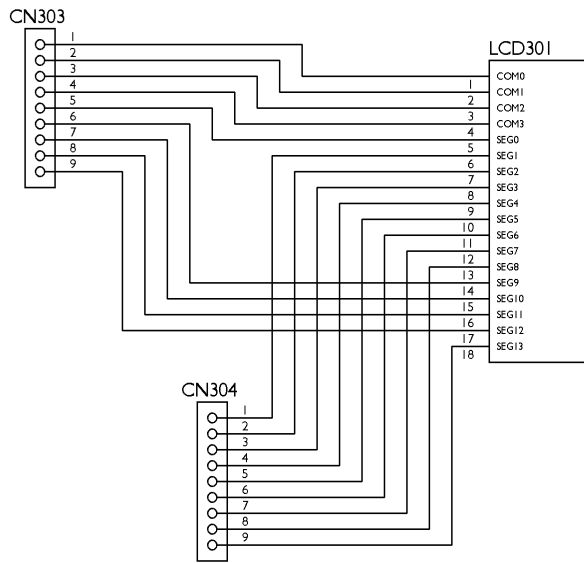 CN303
1
2
3
4
5
6
7
8
9
LCD301
COM0
1
COM1
2
COM2
3
COM3
4
SEG0
5
SEG1
6
SEG2
7
SEG3
8
SEG4
9
SEG5
10
SEG6
11
SEG7
12
SEG8
13
SEG9
14
SEG10
15
SEG11
16
SEG12
17
SEG13
18
CN304
1
2
3
4
5
6
7
8
9